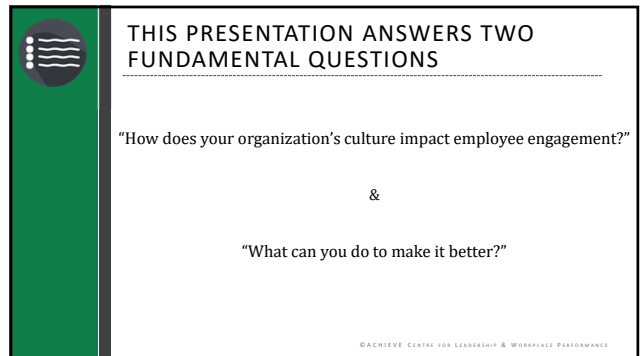 THIS PRESENTATION ANSWERS TWO
FUNDAMENTAL QUESTIONS
“How does your organization’s culture impact employee engagement?”
&
“What can you do to make it better?”
©ACHIEVE Centre for Leadership & Workplace Performance